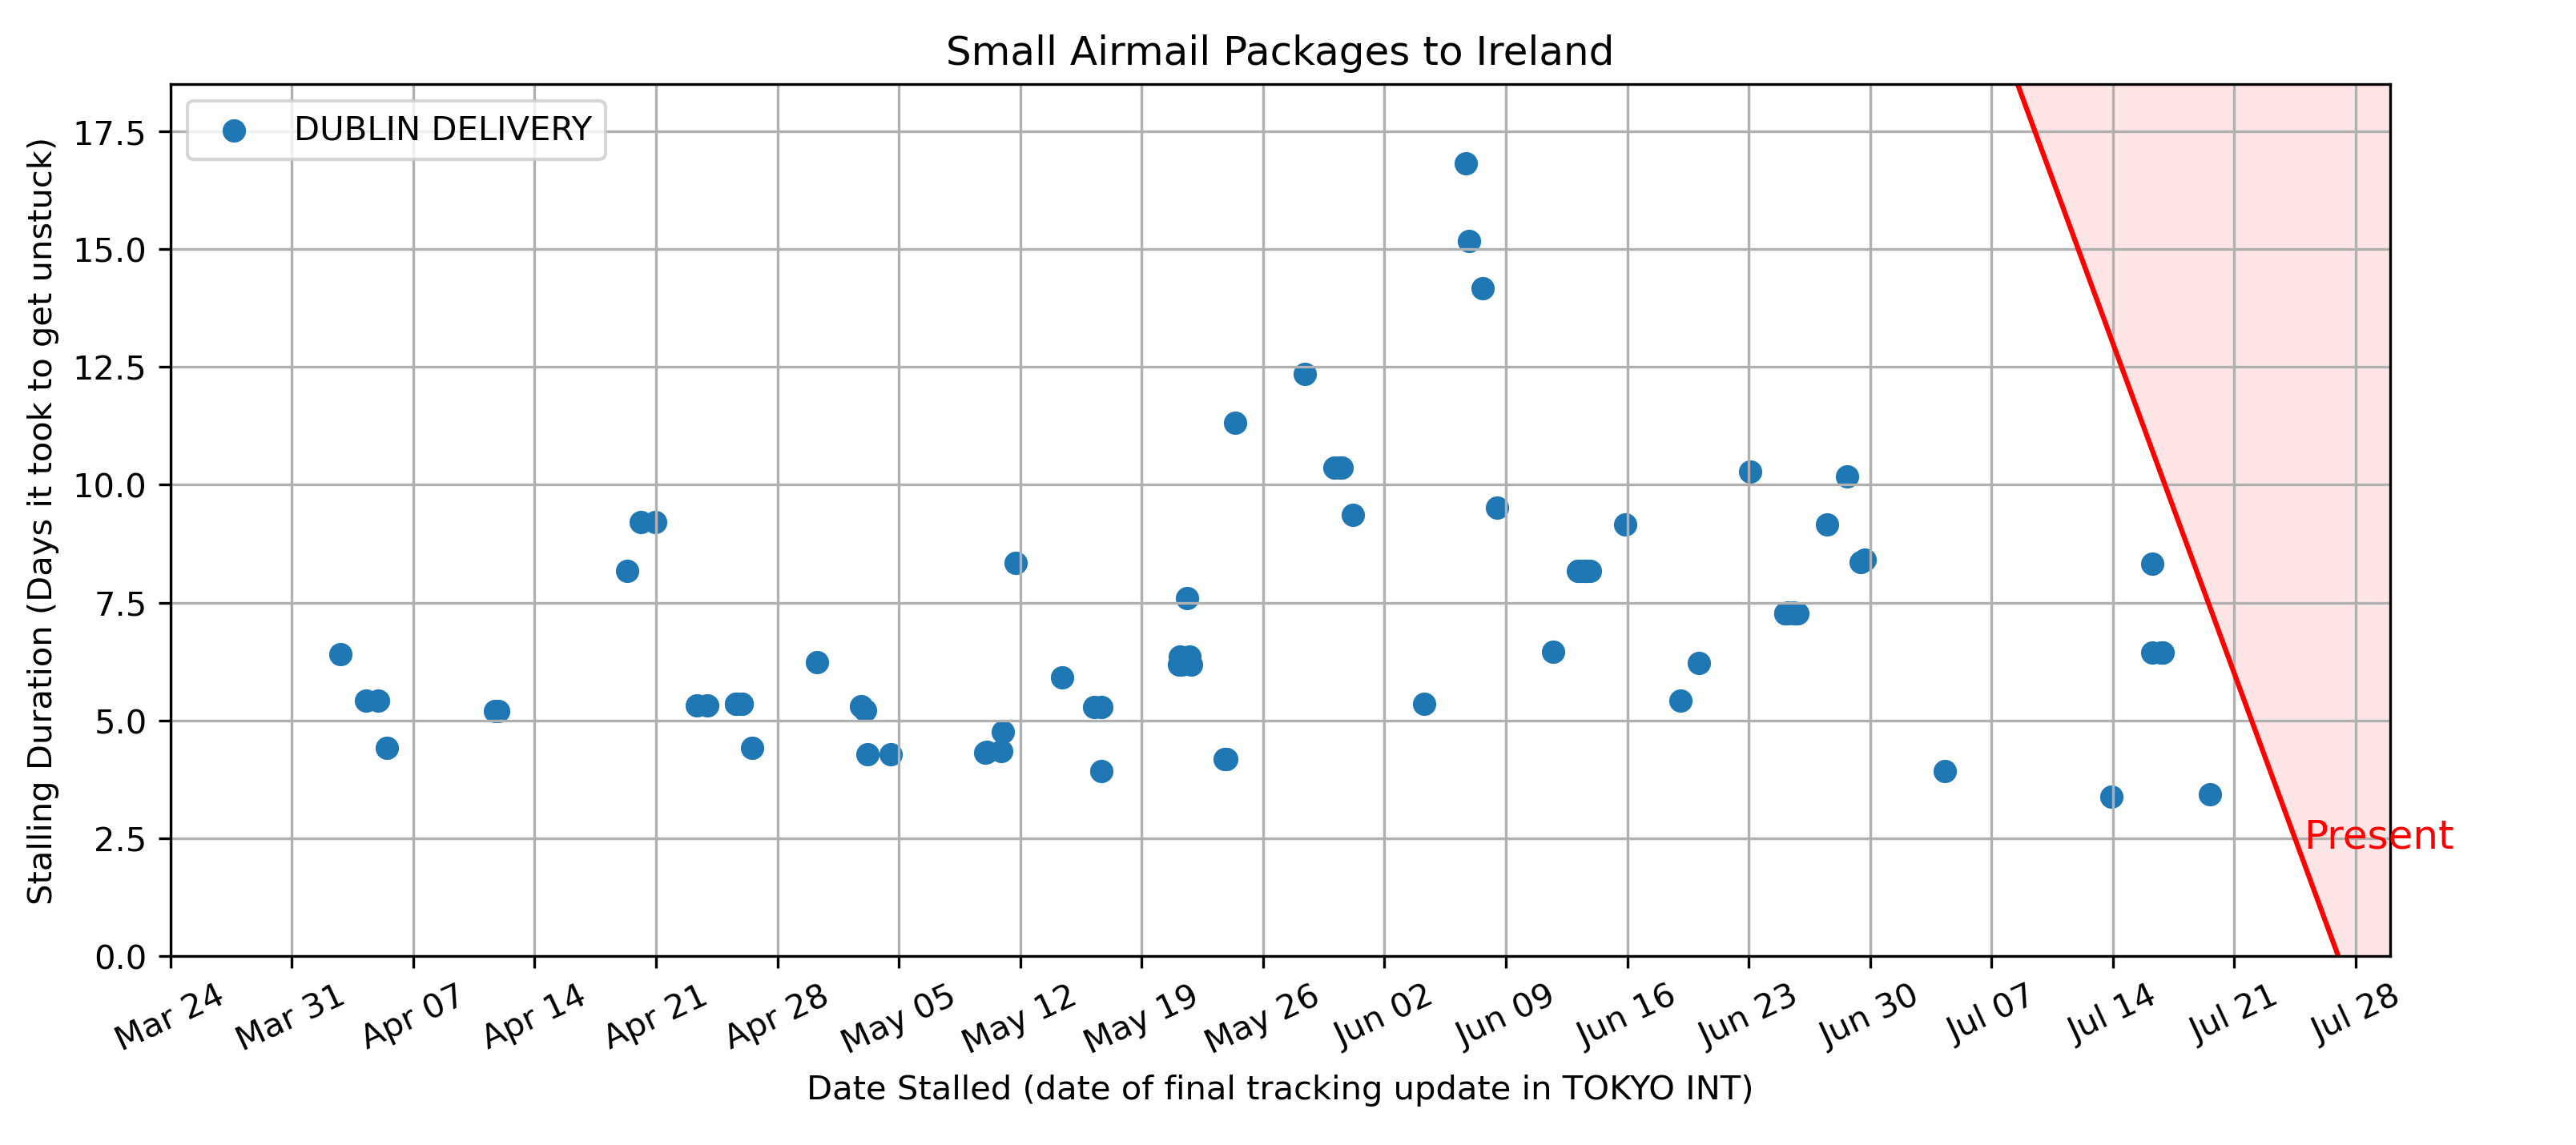 Small Airmail Packages to Ireland
DUBLIN DELIVERY
Stalling Duration (Days it took to get unstuck)
17.5
15.0
12.5
10.0
7.5
5.0
2.5
0.0
Present
Mar 24
Mar 31
Apr 07
Apr 14
Apr 21
Apr 28
May 05
May 12
May 19
May 26
Jun 02
Jun 09
Jun 16
Jun 23
Jun 30
Jul 07
Jul 14
Jul 21
Jul 28
Date Stalled (date of final tracking update in TOKYO INT)